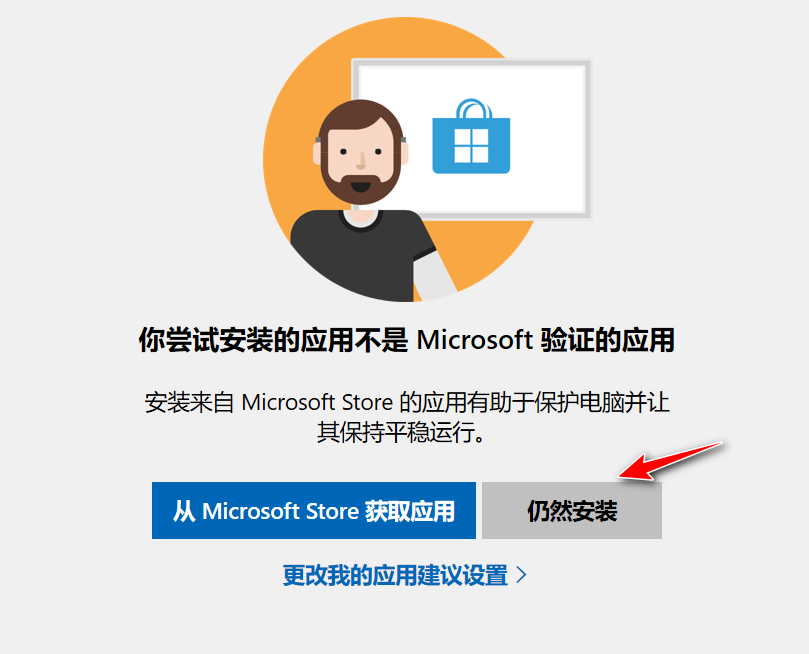 你尝试安装的应用不是 Microsoft 验证的应用
安装来自 Microsoft Store 的应用有助于保护电脑并让
其保持平稳运行。
从 Microsoft Store 获取应用
仍然安装
更改我的应用建议设置